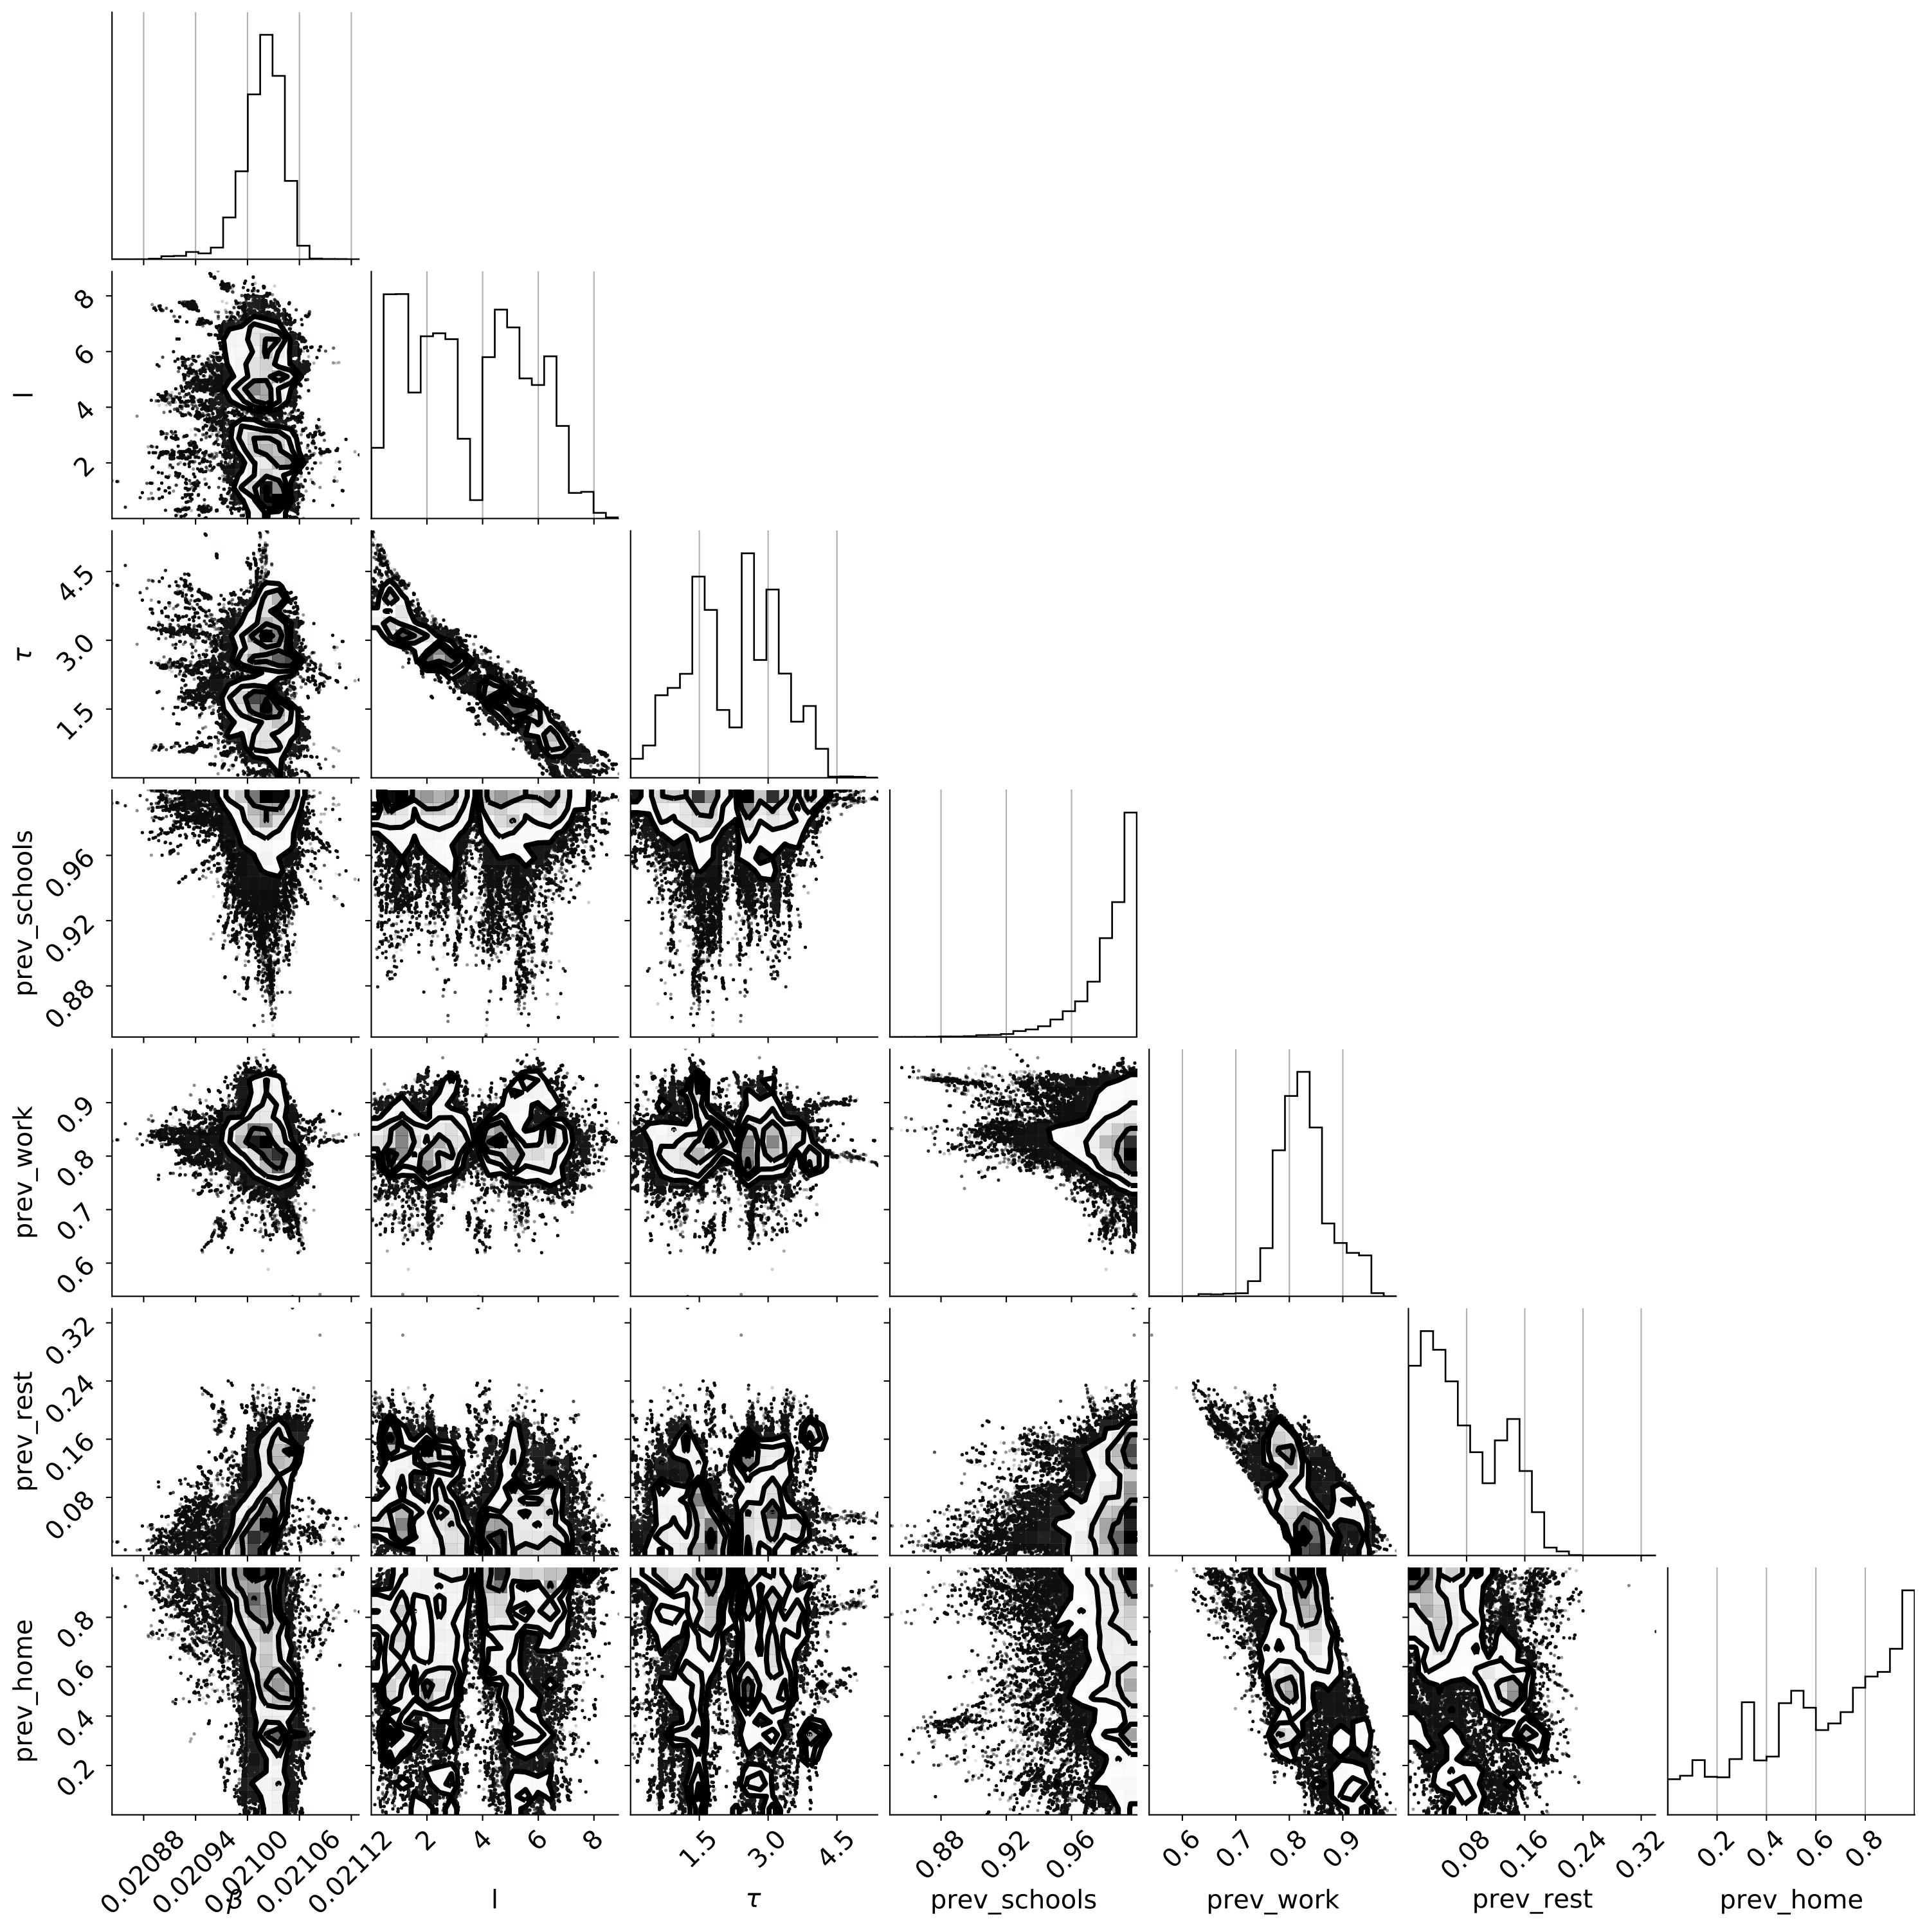 8
6
4
2
l
4.5
3.0
1.5
τ
0.96
0.92
0.88
prev_schools
0.9
0.8
0.7
0.6
prev_work
0.32
0.24
0.16
0.08
prev_rest
0.8
0.6
0.4
0.2
prev_home
0.02088 0.02094 0.02100 0.02106 0.02112 2 4 6 8 1.5 3.0 4.5 0.88 0.92 0.96 0.6 0.7 0.8 0.9 0.08 0.16 0.24 0.32 0.2 0.4 0.6 0.8
β l τ prev_schools prev_work prev_rest prev_home